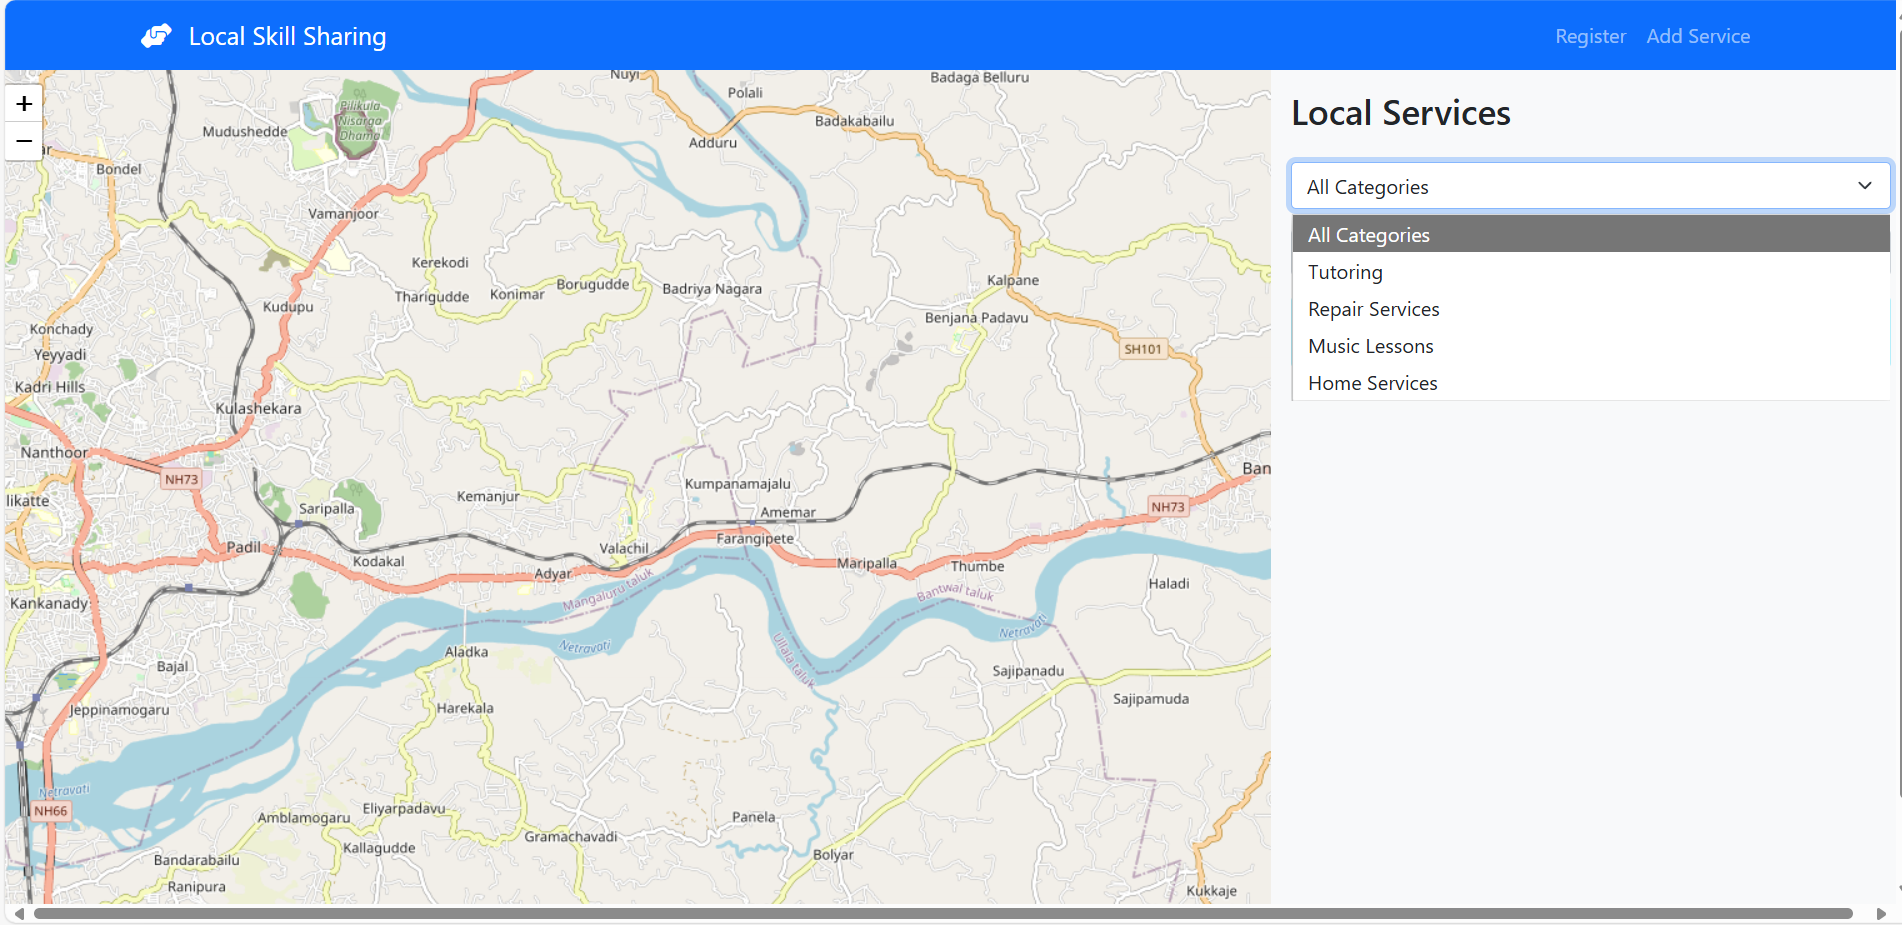 Local Skill Sharing
Register
Add Service
+
−
Nuyi
Polali
Badaga Belluru
Pilikula
Nisarga
Dhama
Mudushedde
Badakabailu
Adduru
Bondel
Vamanjoor
Kerekodi
Kalpane
Borugudde
Badriya Nagara
Konimar
Tharigudde
Kudupu
Benjana Padavu
Konchady
Yeyyadi
SH101
Kadri Hills
Kulashekara
Nanthoor
Ban
NH73
Kumpanamajalu
Kemanjur
likatte
Saripalla
NH73
Amemar
Farangipete
Padil
Valachil
Kodakal
Maripalla
Thumbe
Adyar
Haladi
Mangaluru taluk
Bantwal taluk
Kankanady
Netravati
Netravati
Ullala taluk
Aladka
Bajal
Sajipanadu
Sajipamuda
Jeppinamogaru
Harekala
Netravati
NH66
Eliyarpadavu
Amblamogaru
Panela
Gramachavadi
Kallagudde
Bolyar
Bandarabailu
Ranipura
Kukkaje
Local Services
All Categories
All Categories
Tutoring
Repair Services
Music Lessons
Home Services